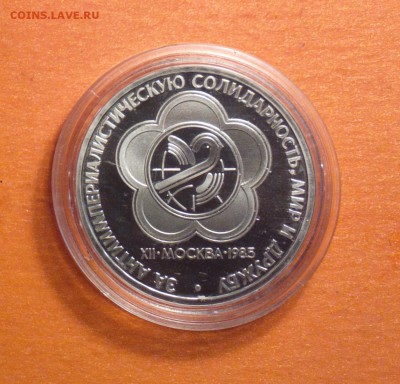 COINS.LAVE.RU
ЗА АНТИИМПЕРИАЛИСТИЧЕСКУЮ СОЛИДАРНОСТЬ, МИР И ДРУЖБУ
XII·МОСКВА·1985